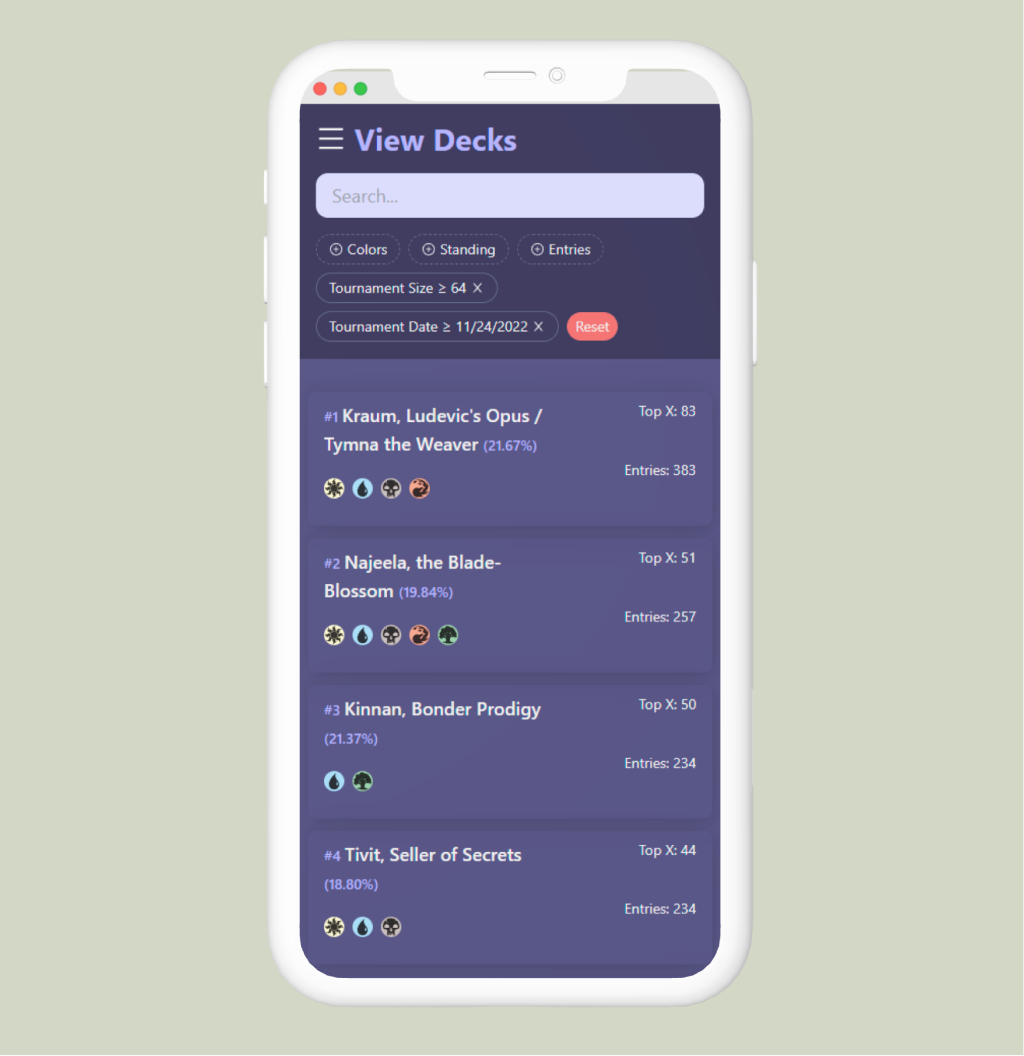 View Decks
Search...
Colors Standing Entries
Tournament Size ≥ 64 ×
Tournament Date ≥ 11/24/2022 × Reset
#1 Kraum, Ludevic's Opus /
Tymna the Weaver (21.67%)
Top X: 83
Entries: 383
#2 Najeela, the Blade-
Blossom (19.84%)
Top X: 51
Entries: 257
#3 Kinnan, Bonder Prodigy
(21.37%)
Top X: 50
Entries: 234
#4 Tivit, Seller of Secrets
(18.80%)
Top X: 44
Entries: 234